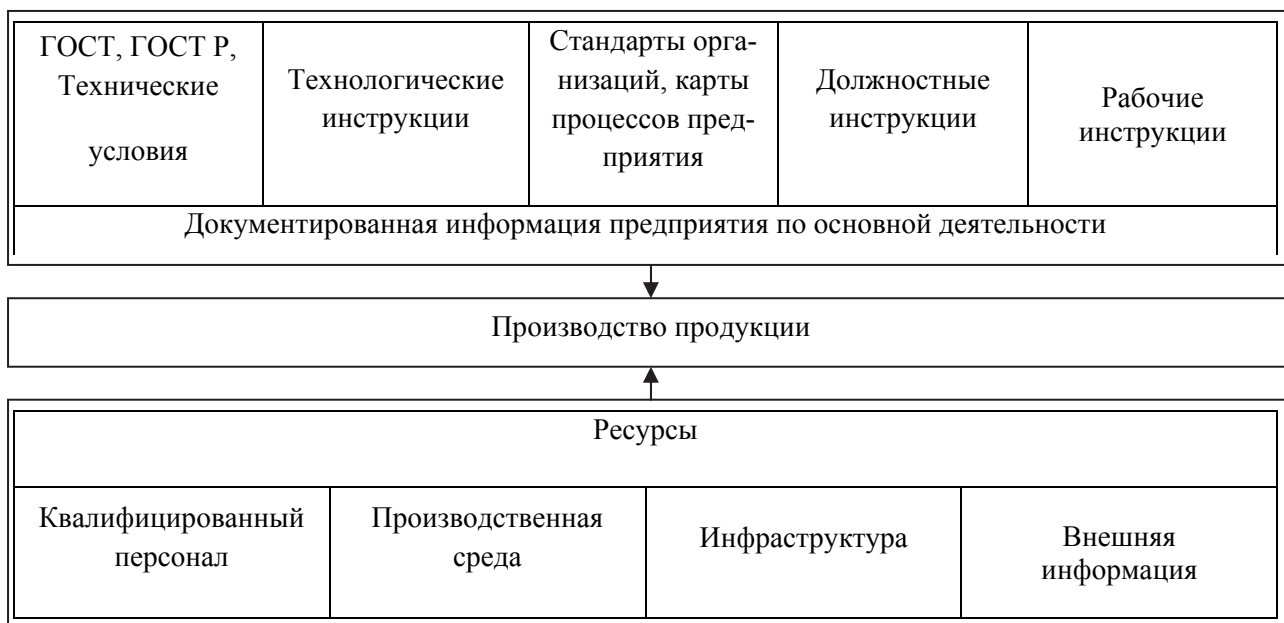 ГОСТ, ГОСТ Р,
Технические
условия
Технологические
инструкции
Стандарты орга-
низаций, карты
процессов пред-
приятия
Должностные
инструкции
Рабочие
инструкции
Документированная информация предприятия по основной деятельности
Производство продукции
Ресурсы
Квалифицированный
персонал
Производственная
среда
Инфраструктура
Внешняя
информация